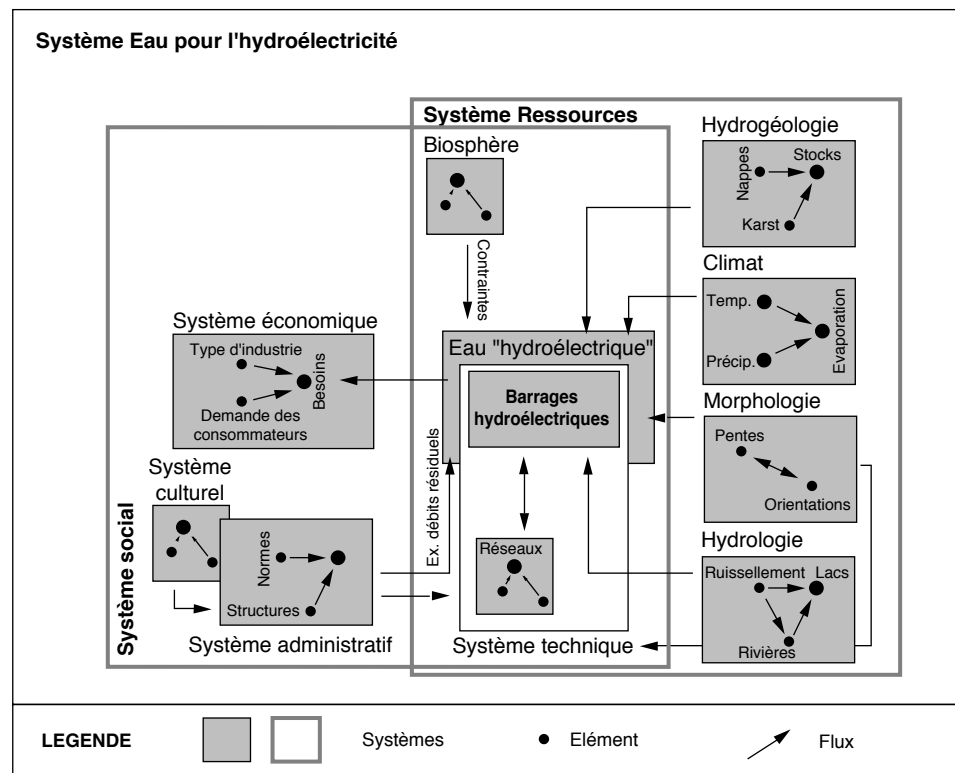 Système Eau pour l'hydroélectricité
Système Ressources
Biosphère
Contraintes
Hydrogéologie
Nappes
Stocks
Karst
Climat
Temp.
Précip.
Evaporation
Morphologie
Pentes
Orientations
Hydrologie
Ruissellement
Lacs
Rivières
Eau "hydroélectrique"
Barrages
hydroélectriques
Réseaux
Système technique
Système économique
Type d'industrie
Besoins
Demande des
consommateurs
Ex. débits résiduels
Système
culturel
Normes
Structures
Système administratif
Système social
LEGENDE
Systèmes
Elément
Flux